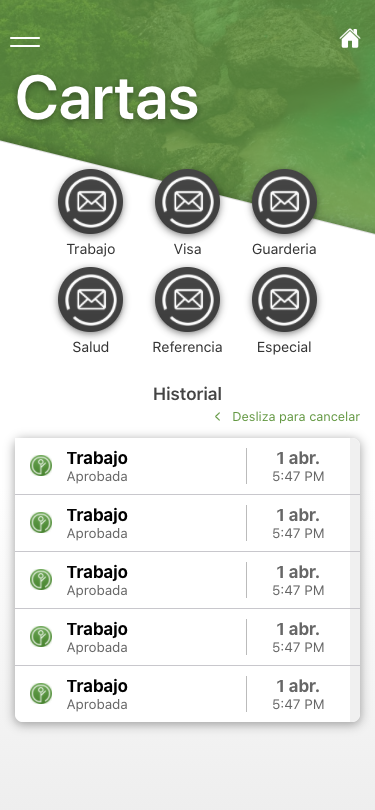 Cartas
Trabajo Visa Guarderia
Salud Referencia Especial
Historial
Desliza para cancelar
Trabajo 1 abr.
Aprobada 5:47 PM
Trabajo 1 abr.
Aprobada 5:47 PM
Trabajo 1 abr.
Aprobada 5:47 PM
Trabajo 1 abr.
Aprobada 5:47 PM
Trabajo 1 abr.
Aprobada 5:47 PM